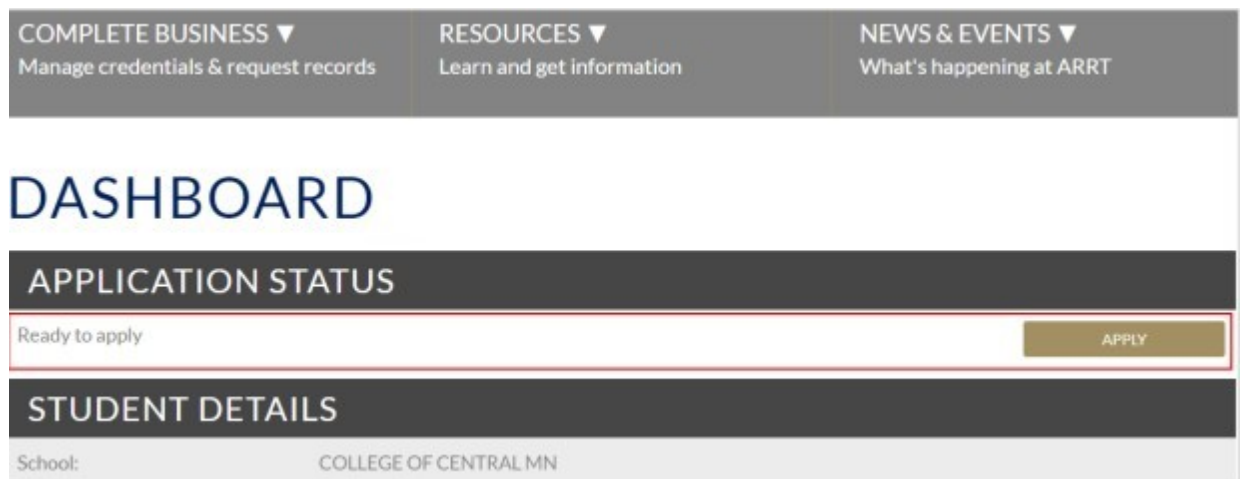 COMPLETE BUSINESS ▼
Manage credentials & request records
RESOURCES ▼
Learn and get information
NEWS & EVENTS ▼
What's happening at ARRT
DASHBOARD
APPLICATION STATUS
Ready to apply APPLY
STUDENT DETAILS
School: COLLEGE OF CENTRAL MN